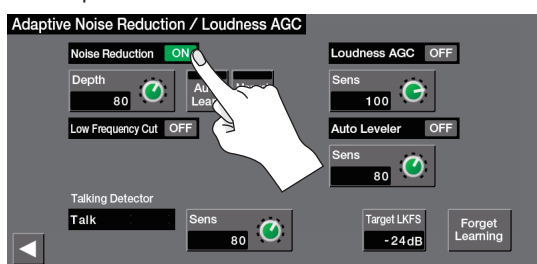 Adaptive Noise Reduction / Loudness AGC
Noise Reduction ON
Loudness AGC OFF
Depth
80
Sens
100
Low Frequency Cut OFF
Auto Leveler OFF
Sens
80
Talking Detector
Talk
Sens
80
Target LKFS
-24dB
Forget
Learning